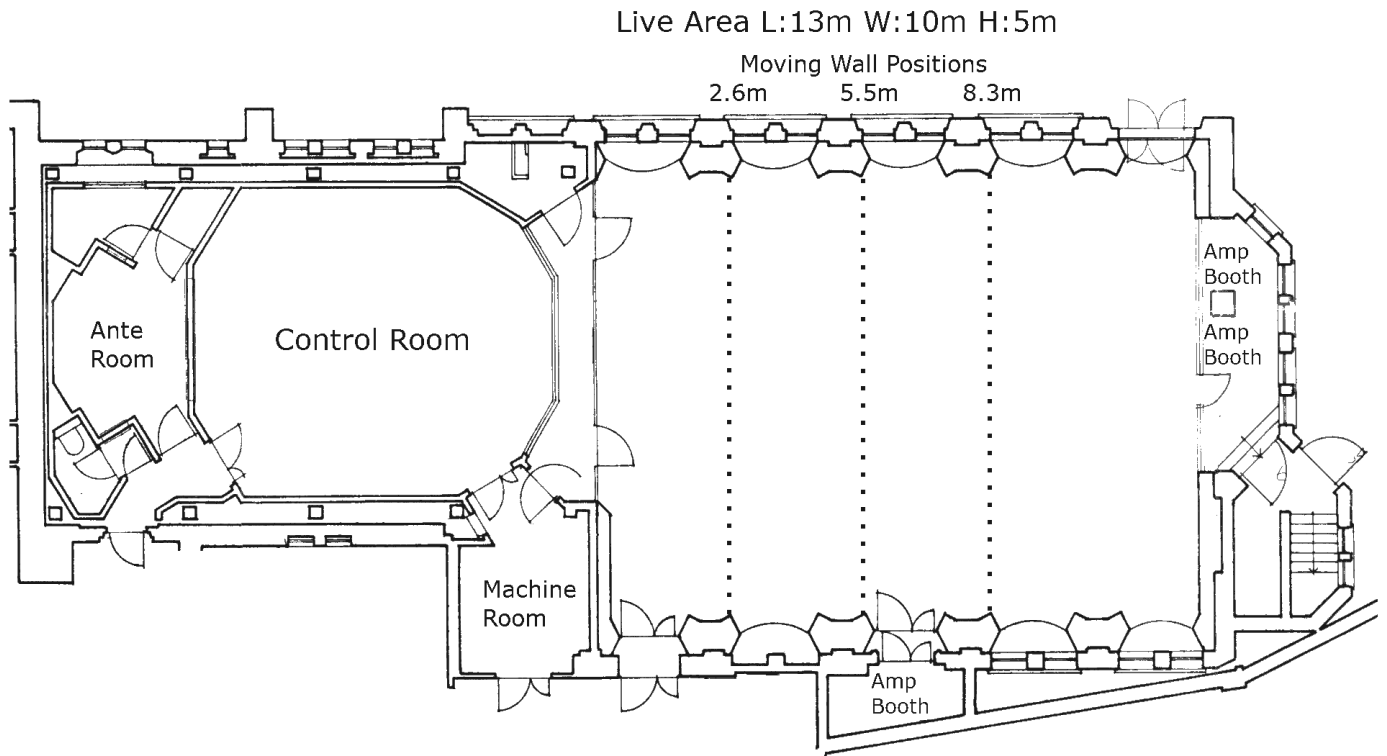 Live Area L:13m W:10m H:5m
Moving Wall Positions
2.6m 5.5m 8.3m
Amp
Booth
Amp
Booth
Ante
Room
Control Room
Machine
Room
Amp
Booth